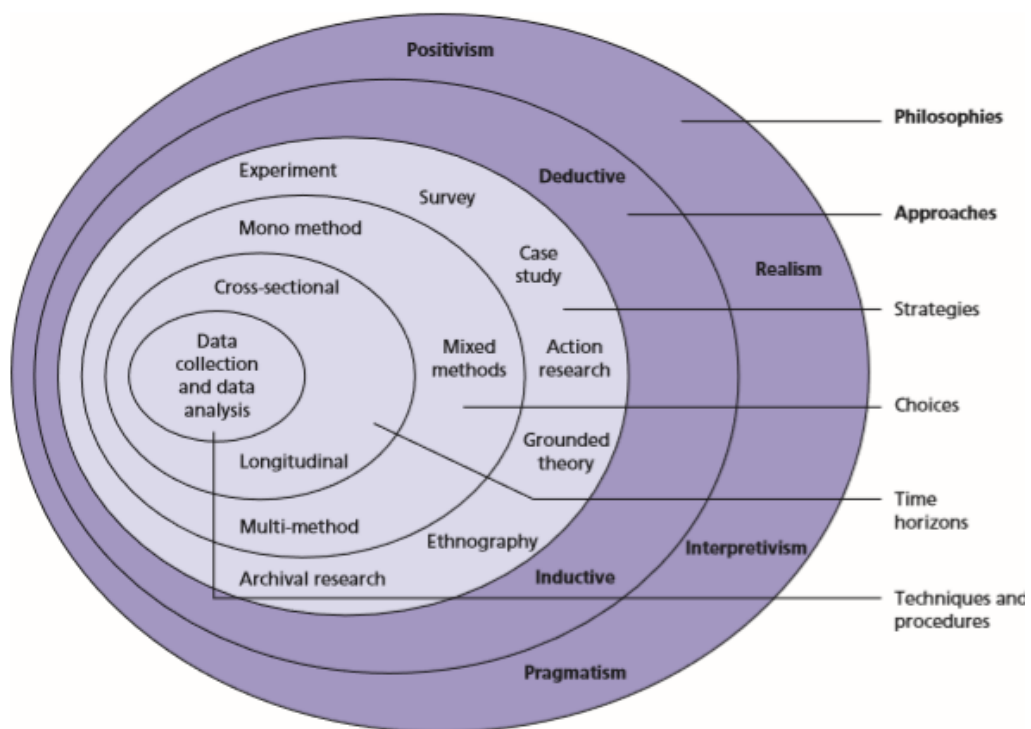 Positivism
Philosophies
Experiment
Deductive
Survey
Approaches
Mono method
Case
study
Realism
Cross-sectional
Strategies
Data
collection
and data
analysis
Mixed
methods
Action
research
Choices
Grounded
theory
Longitudinal
Time
horizons
Multi-method
Ethnography
Interpretivism
Archival research
Inductive
Techniques and
procedures
Pragmatism